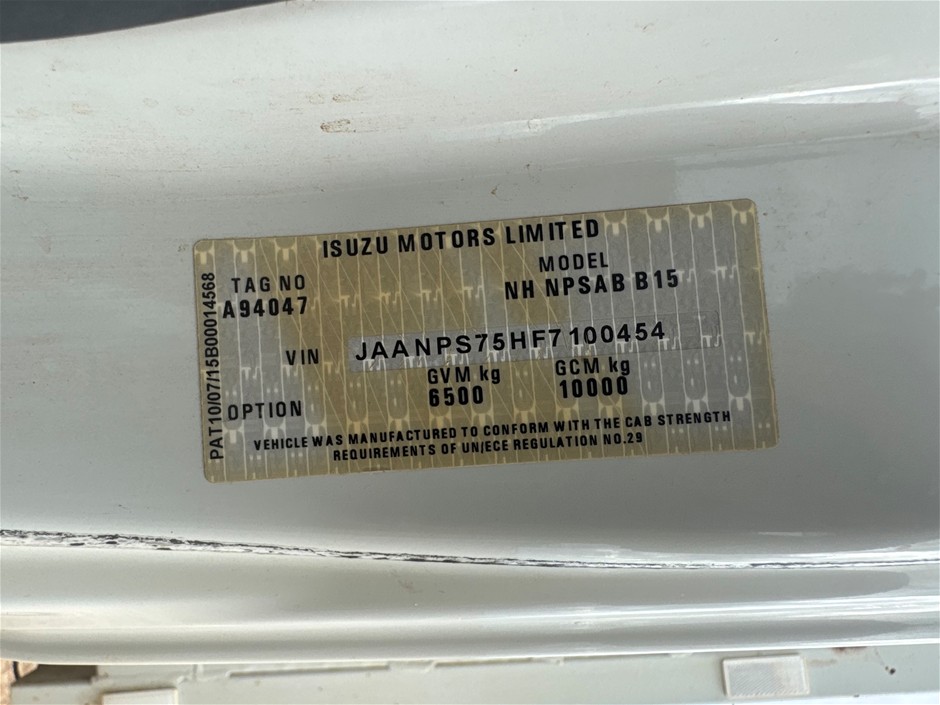 ISUZU MOTORS LIMITED
TAG NO
A94047
MODEL
NH NPSAB B15
VIN JAANPS75HF7100454
GVM kg
6500
GCM kg
10000
OPTION
VEHICLE WAS MANUFACTURED TO CONFORM WITH THE CAB STRENGTH
REQUIREMENTS OF UN/ECE REGULATION NO.29
PAT10/07/15B00014568